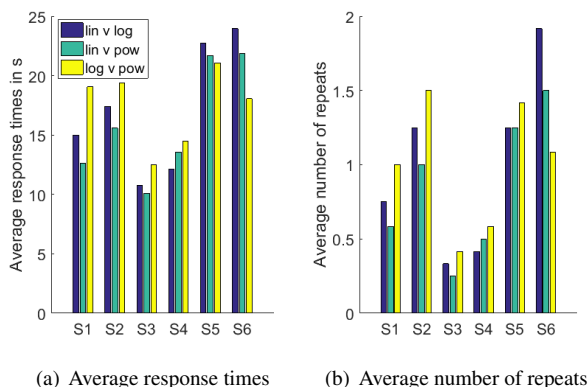 25
20
15
10
5
0
Average response times in s
lin v log
lin v pow
log v pow
S1 S2 S3 S4 S5 S6
(a) Average response times
2
1.5
1
0.5
0
Average number of repeats
S1 S2 S3 S4 S5 S6
(b) Average number of repeats